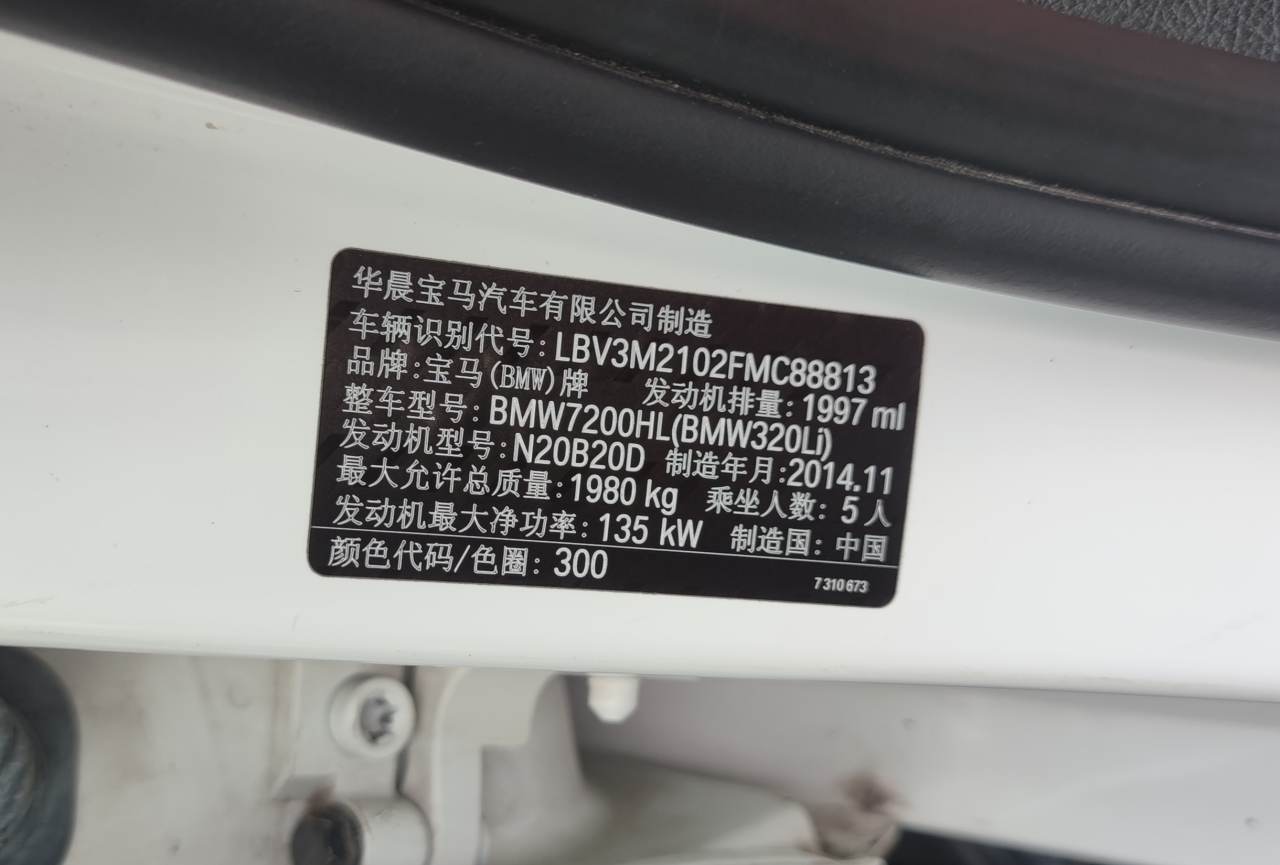 华晨宝马汽车有限公司制造
车辆识别代号: LBV3M2102FMC88813
品牌:宝马(BMW)牌 发动机排量: 1997 ml
整车型号: BMW7200HL(BMW320Li)
发动机型号: N20B20D 制造年月:2014.11
最大允许总质量: 1980 kg 乘坐人数: 5人
发动机最大净功率: 135 kW 制造国: 中国
颜色代码/色圈: 300
7 310 673